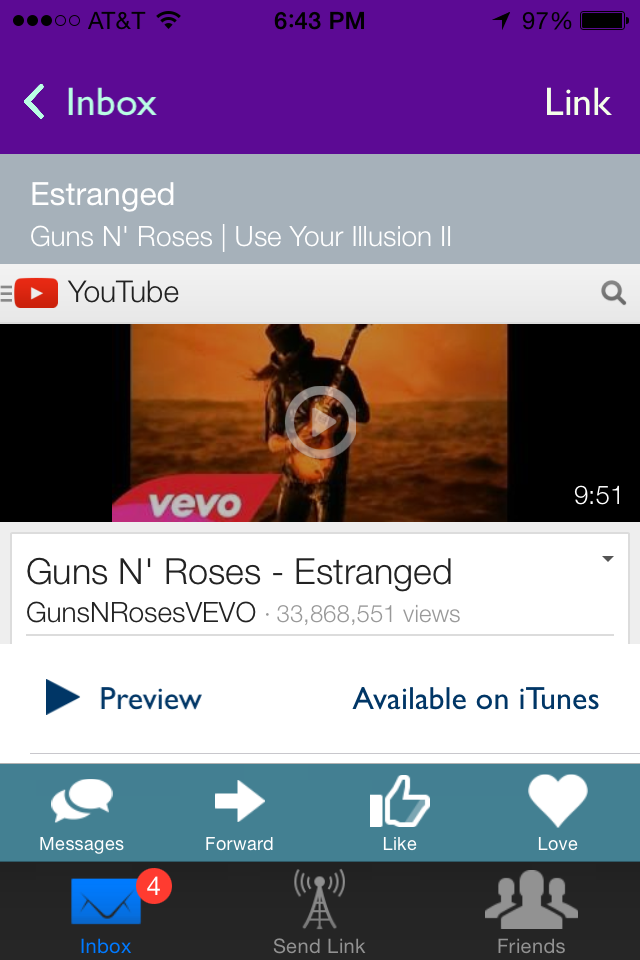 AT&T 6:43 PM 97%
Inbox Link
Estranged
Guns N' Roses | Use Your Illusion II
YouTube
vevo
9:51
Guns N' Roses - Estranged
GunsNRosesVEVO · 33,868,551 views
Preview Available on iTunes
Messages Forward Like Love
4
Inbox Send Link Friends